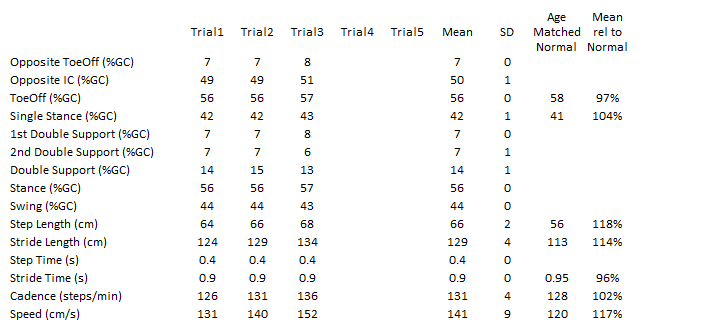 Age Mean
Trial1 Trial2 Trial3 Trial4 Trial5 Mean SD Matched rel to
Normal Normal
Opposite ToeOff (%GC) 7 7 8 7 0
Opposite IC (%GC) 49 49 51 50 1
ToeOff (%GC) 56 56 57 56 0 58 97%
Single Stance (%GC) 42 42 43 42 1 41 104%
1st Double Support (%GC) 7 7 8 7 0
2nd Double Support (%GC) 7 7 6 7 1
Double Support (%GC) 14 15 13 14 1
Stance (%GC) 56 56 57 56 0
Swing (%GC) 44 44 43 44 0
Step Length (cm) 64 66 68 66 2 56 118%
Stride Length (cm) 124 129 134 129 4 113 114%
Step Time (s) 0.4 0.4 0.4 0.4 0
Stride Time (s) 0.9 0.9 0.9 0.9 0 0.95 96%
Cadence (steps/min) 126 131 136 131 4 128 102%
Speed (cm/s) 131 140 152 141 9 120 117%